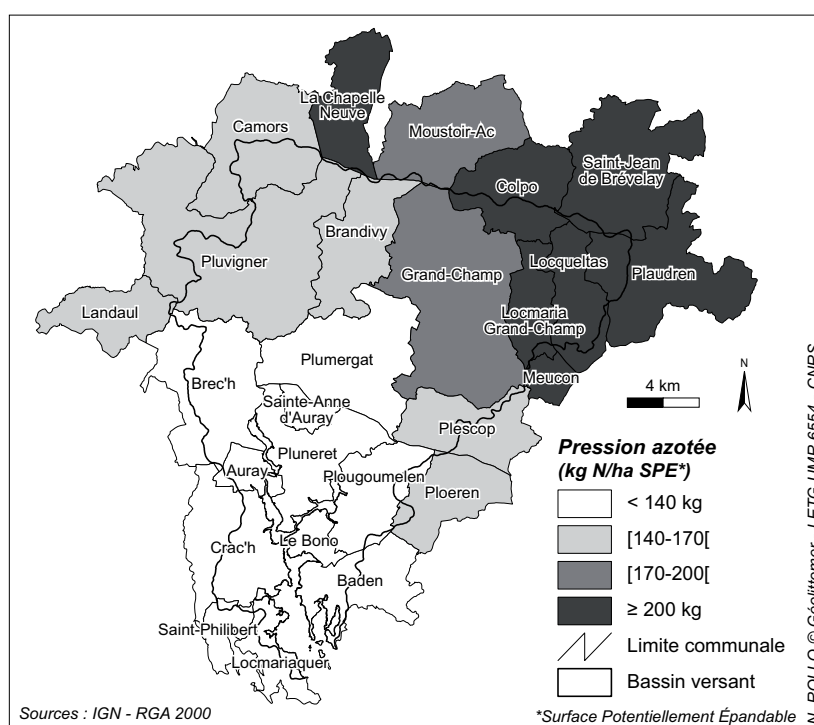 La Chapelle
Neuve
Camors
Moustoir-Ac
Saint-Jean
de Brévelay
Colpo
Brandivy
Pluvigner
Grand-Champ
Locqueltas
Plaudren
Landaul
Locmaria
Grand-Champ
Plumergat
Meucon
Brec'h
Sainte-Anne
d'Auray
Plescop
Pluneret
Auray
Plougoumelen
Ploeren
Crac'h
Le Bono
Baden
Saint-Philibert
Locmariaquer
N
4 km
Pression azotée
(kg N/ha SPE*)
< 140 kg
[140-170[
[170-200[
≥ 200 kg
Limite communale
Bassin versant
Sources : IGN - RGA 2000
*Surface Potentiellement Épandable
N. ROLLO © Géolittomer - LETG UMR 6554 - CNRS